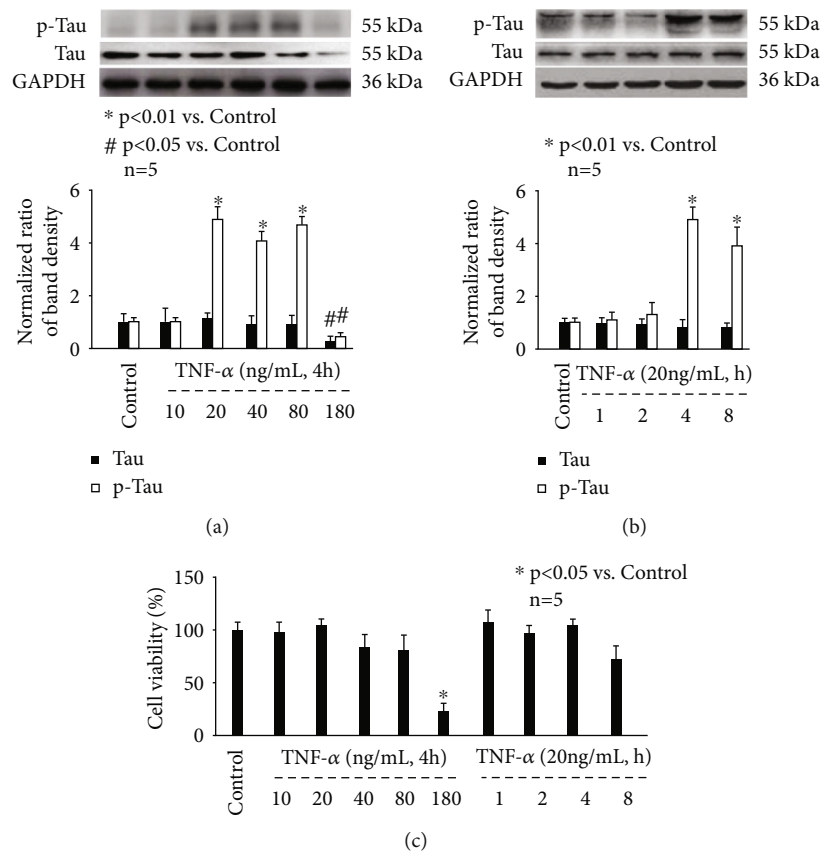 p-Tau 55 kDa
Tau 55 kDa
GAPDH 36 kDa
* p<0.01 vs. Control
# p<0.05 vs. Control
n=5
Normalized ratio
of band density
6
4
2
0
* * *
##
TNF-α (ng/mL, 4h)
Control 10 20 40 80 180
Tau
p-Tau
(a)
p-Tau 55 kDa
Tau 55 kDa
GAPDH 36 kDa
* p<0.01 vs. Control
n=5
Normalized ratio
of band density
6
4
2
0
* *
TNF-α (20ng/mL, h)
Control 1 2 4 8
Tau
p-Tau
(b)
* p<0.05 vs. Control
n=5
Cell viability (%)
150
100
50
0
*
TNF-α (ng/mL, 4h) TNF-α (20ng/mL, h)
Control 10 20 40 80 180 1 2 4 8
(c)